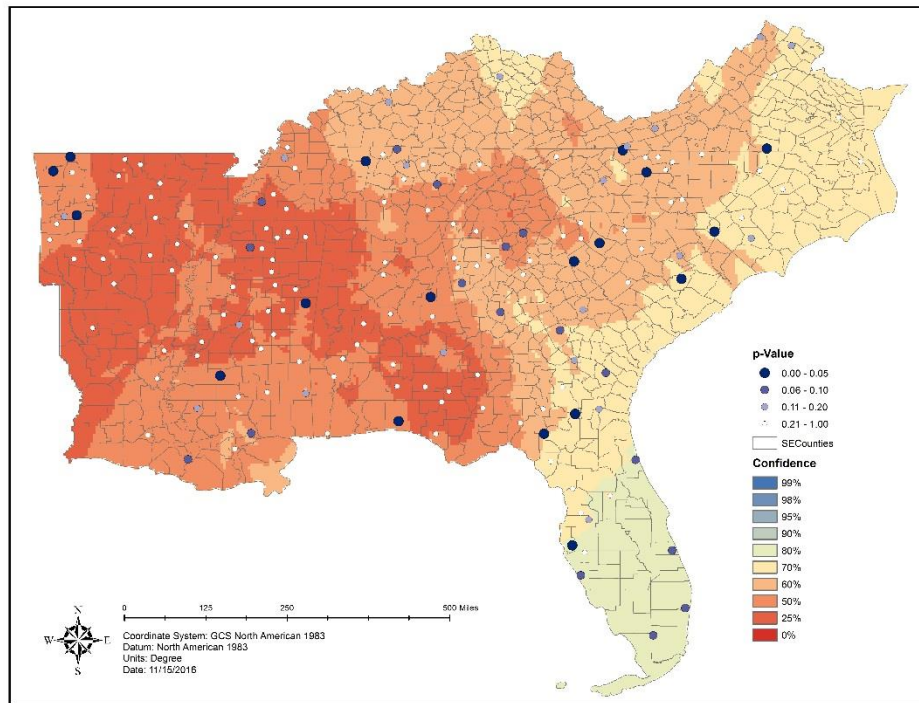 p-Value
0.00 - 0.05
0.06 - 0.10
0.11 - 0.20
0.21 - 1.00
SECounties
Confidence
99%
98%
95%
90%
80%
70%
60%
50%
25%
0%
N
W E
S
0 125 250 500 Miles
Coordinate System: GCS North American 1983
Datum: North American 1983
Units: Degree
Date: 11/15/2016